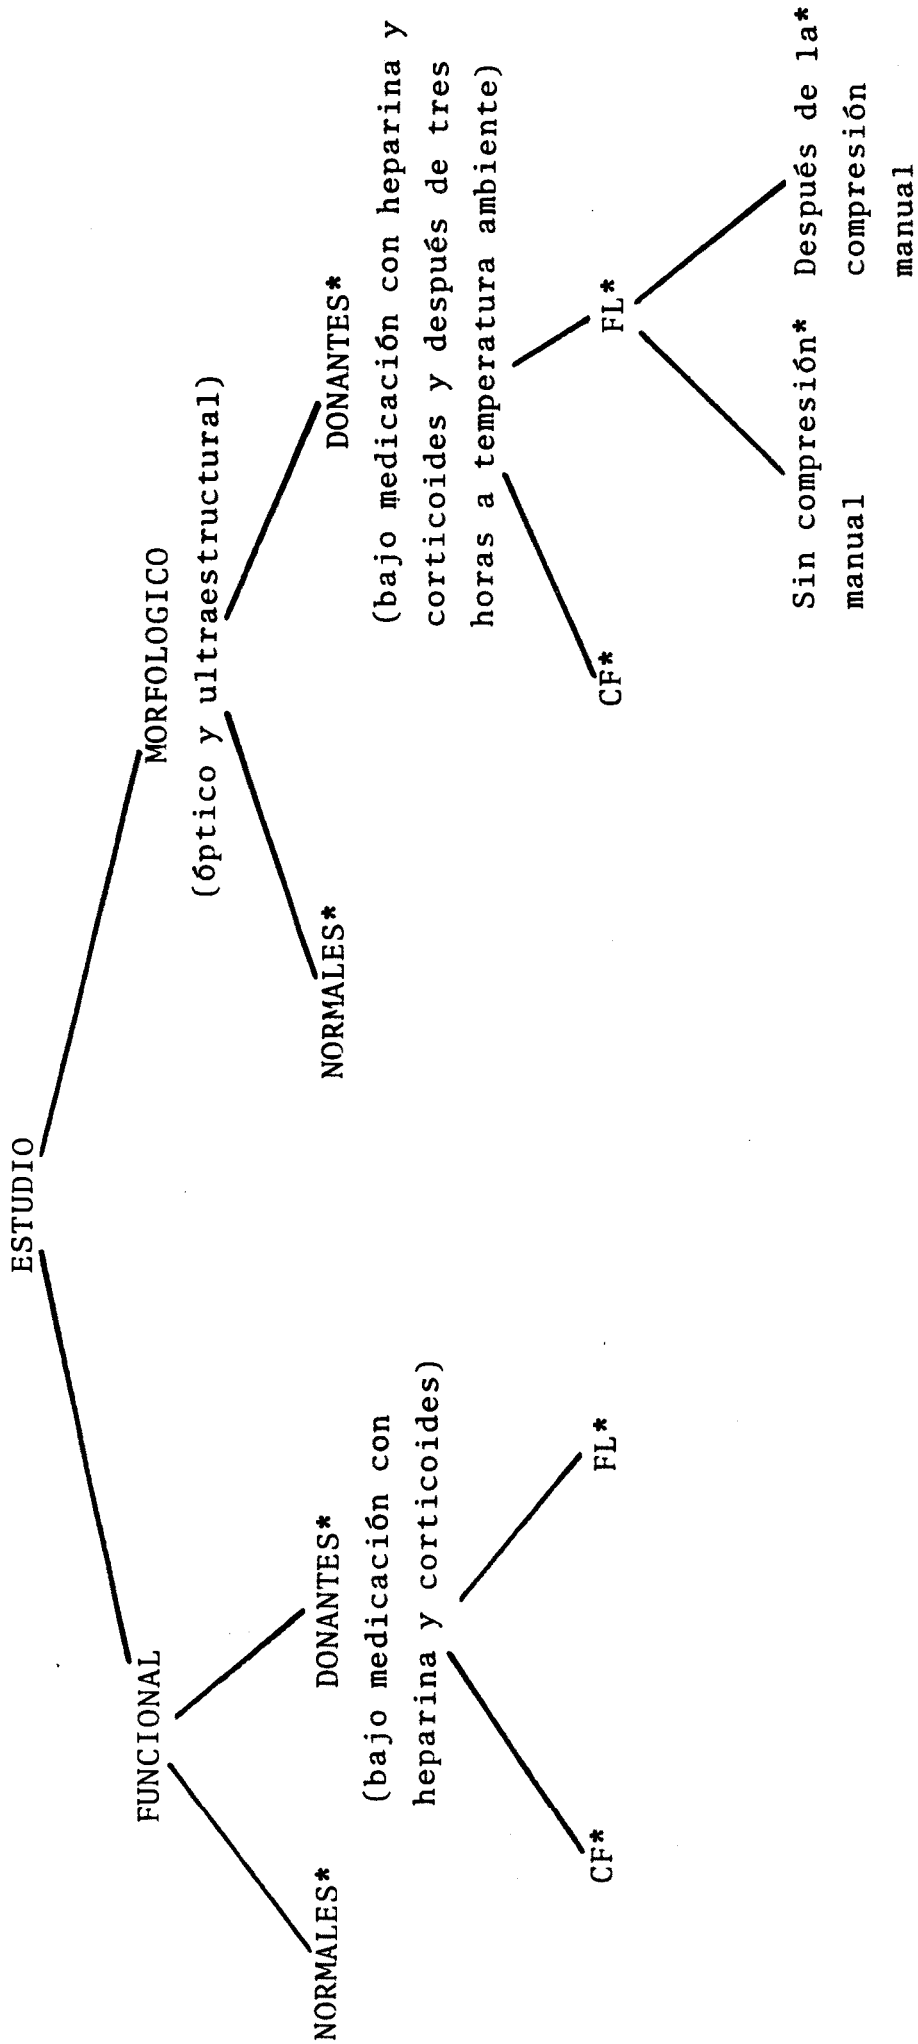 ESTUDIO
FUNCIONAL
MORFOLOGICO
(óptico y ultraestructural)
NORMALES*
DONANTES*
(bajo medicación con
heparina y corticoides)
NORMALES*
DONANTES*
(bajo medicación con heparina y
corticoides y después de tres
horas a temperatura ambiente)
CF*
FL*
CF*
FL*
Sin compresión*
manual
Después de la*
compresión
manual